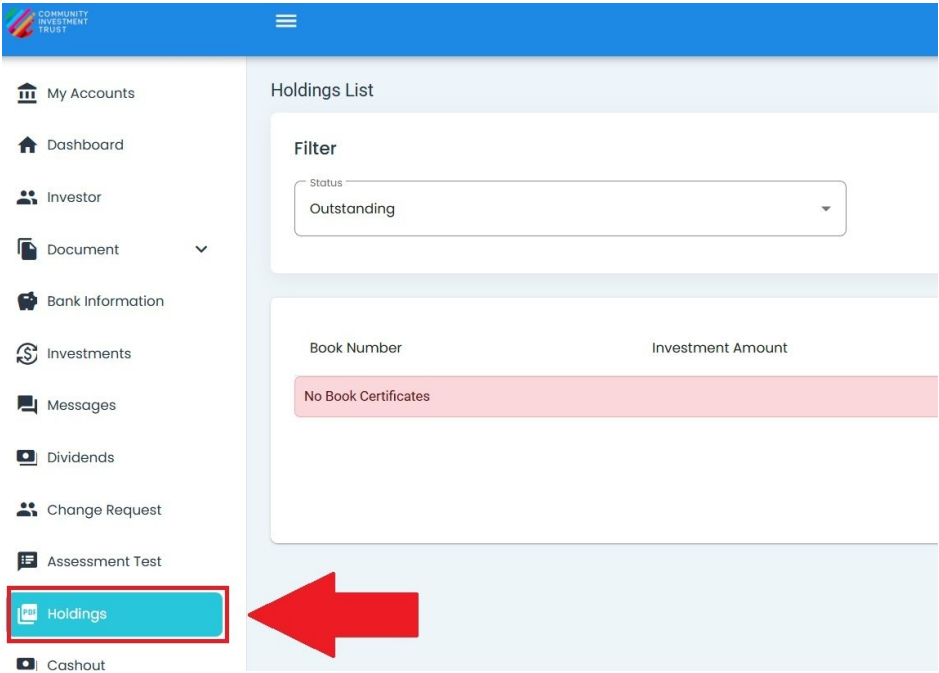 COMMUNITY
INVESTMENT
TRUST
My Accounts
Dashboard
Investor
Document
Bank Information
Investments
Messages
Dividends
Change Request
Assessment Test
PDF Holdings
Cashout
Holdings List
Filter
Status
Outstanding
Book Number Investment Amount
No Book Certificates